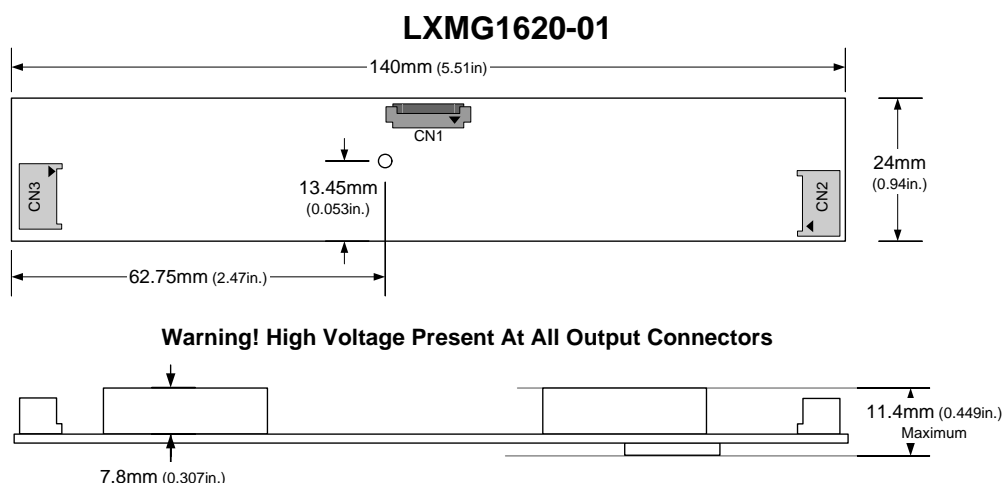 LXMG1620-01
140mm (5.51in)
CN1
CN3
13.45mm
(0.053in.)
CN2
24mm
(0.94in.)
62.75mm (2.47in.)
Warning! High Voltage Present At All Output Connectors
11.4mm (0.449in.)
Maximum
7.8mm (0.307in.)